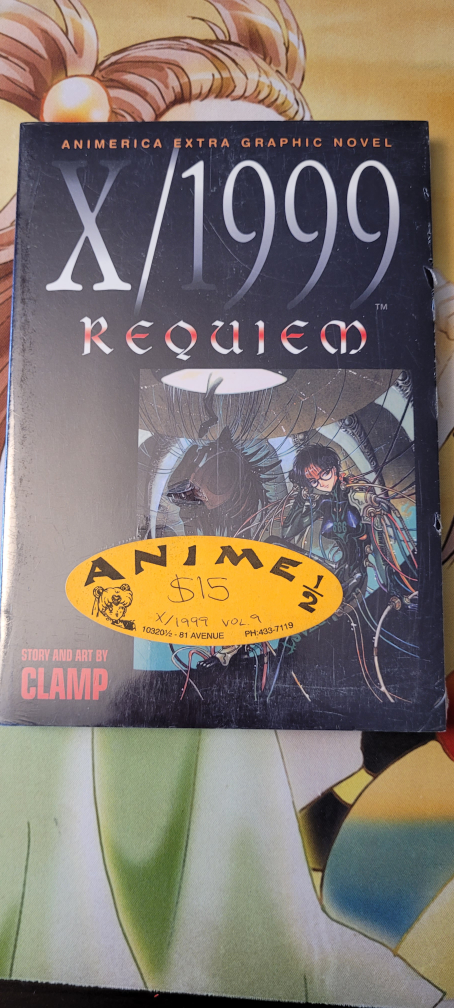 ANIMERICA EXTRA GRAPHIC NOVEL
X/1999
TM
REQUIEM
ANIME 1/2
$15
X/1999 VOL.9
10320½ - 81 AVENUE PH:433-7119
STORY AND ART BY
CLAMP